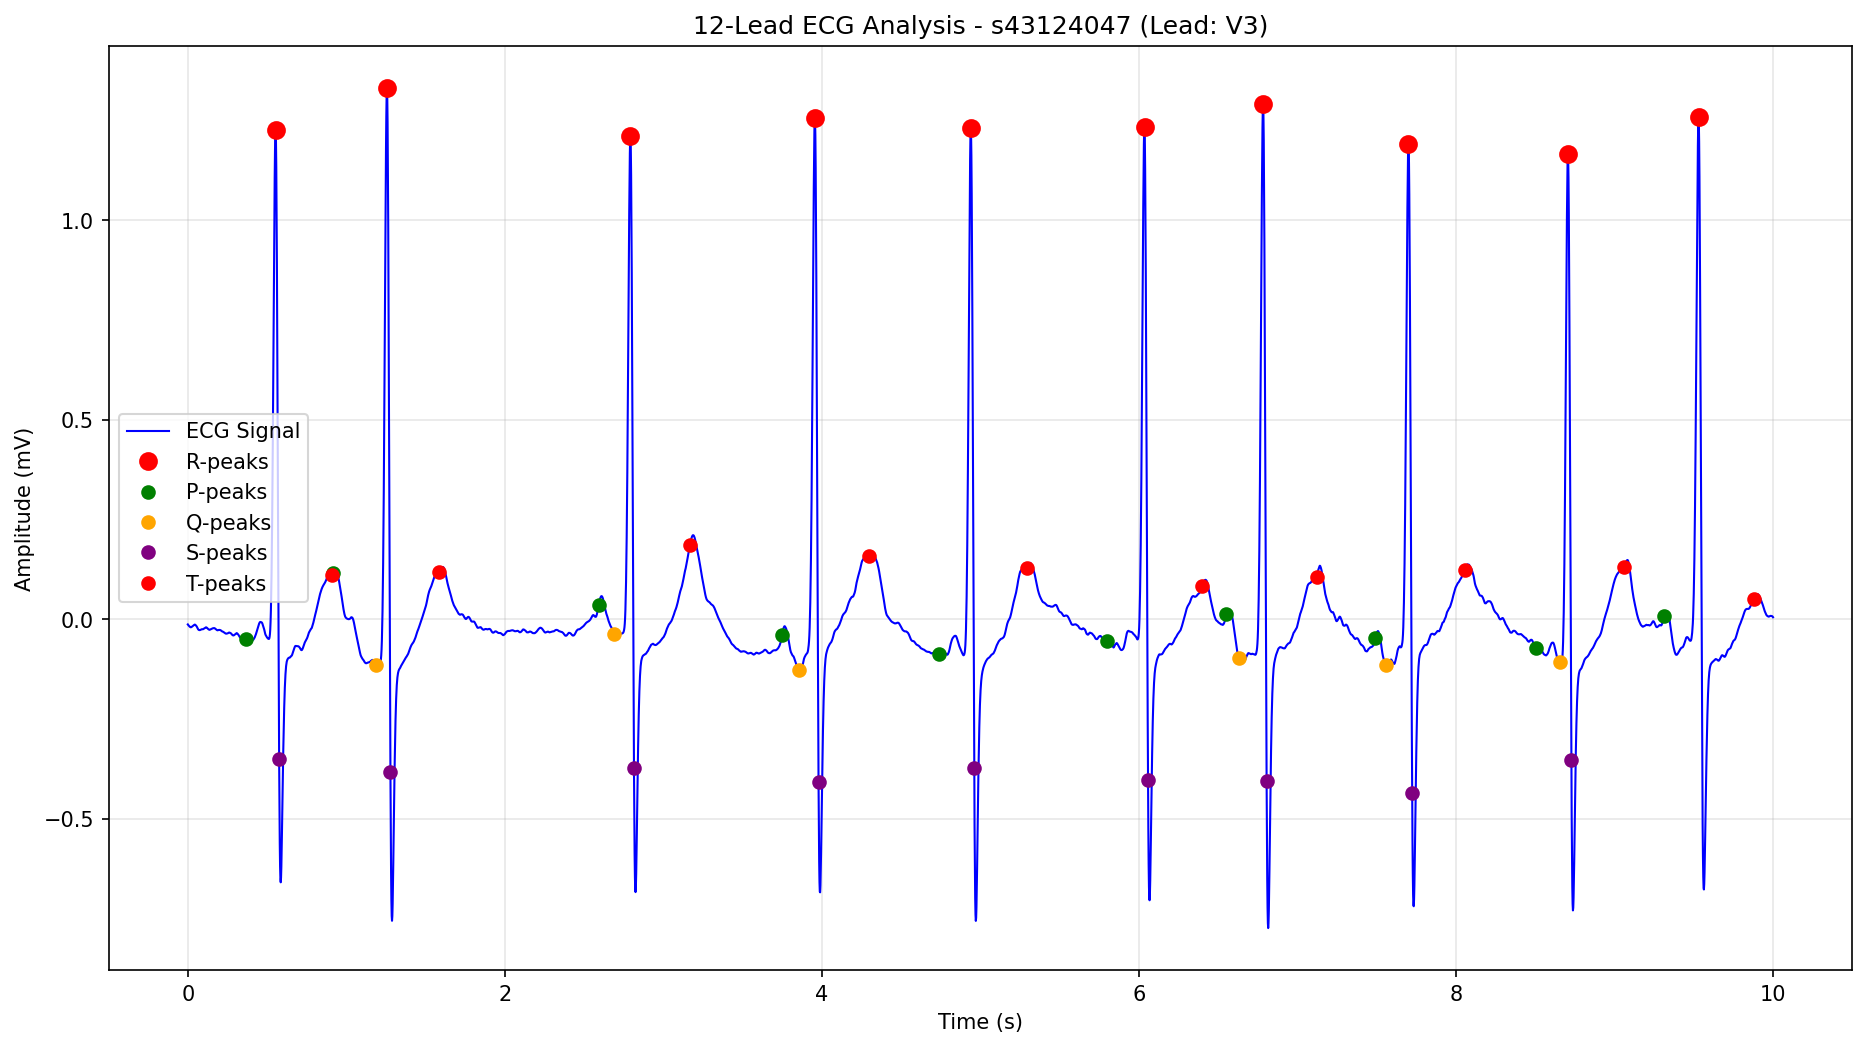 12-Lead ECG Analysis - s43124047 (Lead: V3)
Amplitude (mV)
1.0
0.5
0.0
−0.5
ECG Signal
R-peaks
P-peaks
Q-peaks
S-peaks
T-peaks
0 2 4 6 8 10
Time (s)